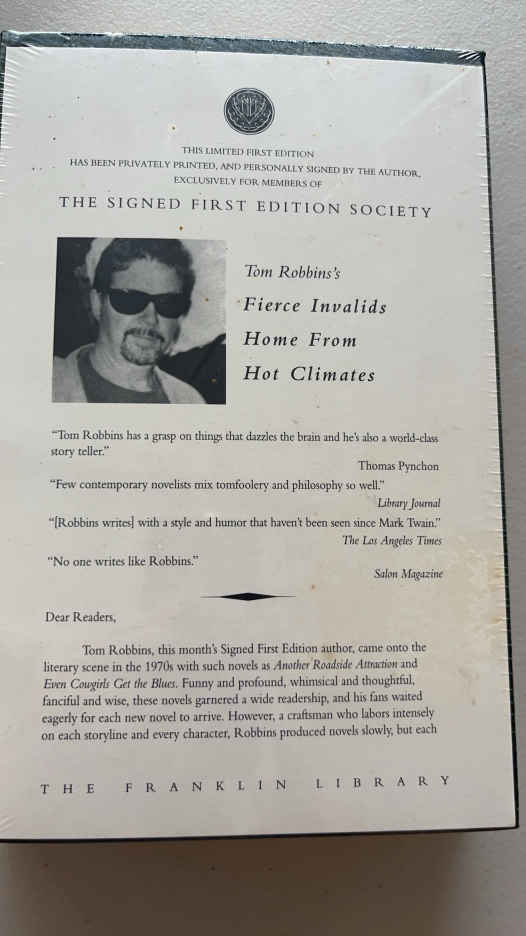 THIS LIMITED FIRST EDITION
HAS BEEN PRIVATELY PRINTED, AND PERSONALLY SIGNED BY THE AUTHOR,
EXCLUSIVELY FOR MEMBERS OF
THE SIGNED FIRST EDITION SOCIETY
Tom Robbins's
Fierce Invalids
Home From
Hot Climates
“Tom Robbins has a grasp on things that dazzles the brain and he's also a world-class
story teller.”
Thomas Pynchon
“Few contemporary novelists mix tomfoolery and philosophy so well.”
Library Journal
“[Robbins writes] with a style and humor that haven't been seen since Mark Twain.”
The Los Angeles Times
“No one writes like Robbins.”
Salon Magazine
Dear Readers,
Tom Robbins, this month's Signed First Edition author, came onto the
literary scene in the 1970s with such novels as Another Roadside Attraction and
Even Cowgirls Get the Blues. Funny and profound, whimsical and thoughtful,
fanciful and wise, these novels garnered a wide readership, and his fans waited
eagerly for each new novel to arrive. However, a craftsman who labors intensely
on each storyline and every character, Robbins produced novels slowly, but each
THE FRANKLIN LIBRARY